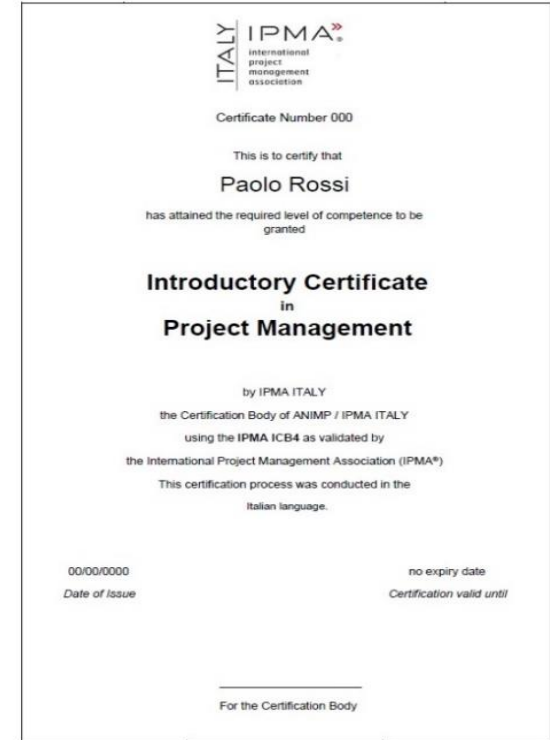 ITALY
IPMA®
international
project
management
association
Certificate Number 000
This is to certify that
Paolo Rossi
has attained the required level of competence to be
granted
Introductory Certificate
in
Project Management
by IPMA ITALY
the Certification Body of ANIMP / IPMA ITALY
using the IPMA ICB4 as validated by
the International Project Management Association (IPMA®)
This certification process was conducted in the
Italian language.
00/00/0000 no expiry date
Date of Issue Certification valid until
For the Certification Body